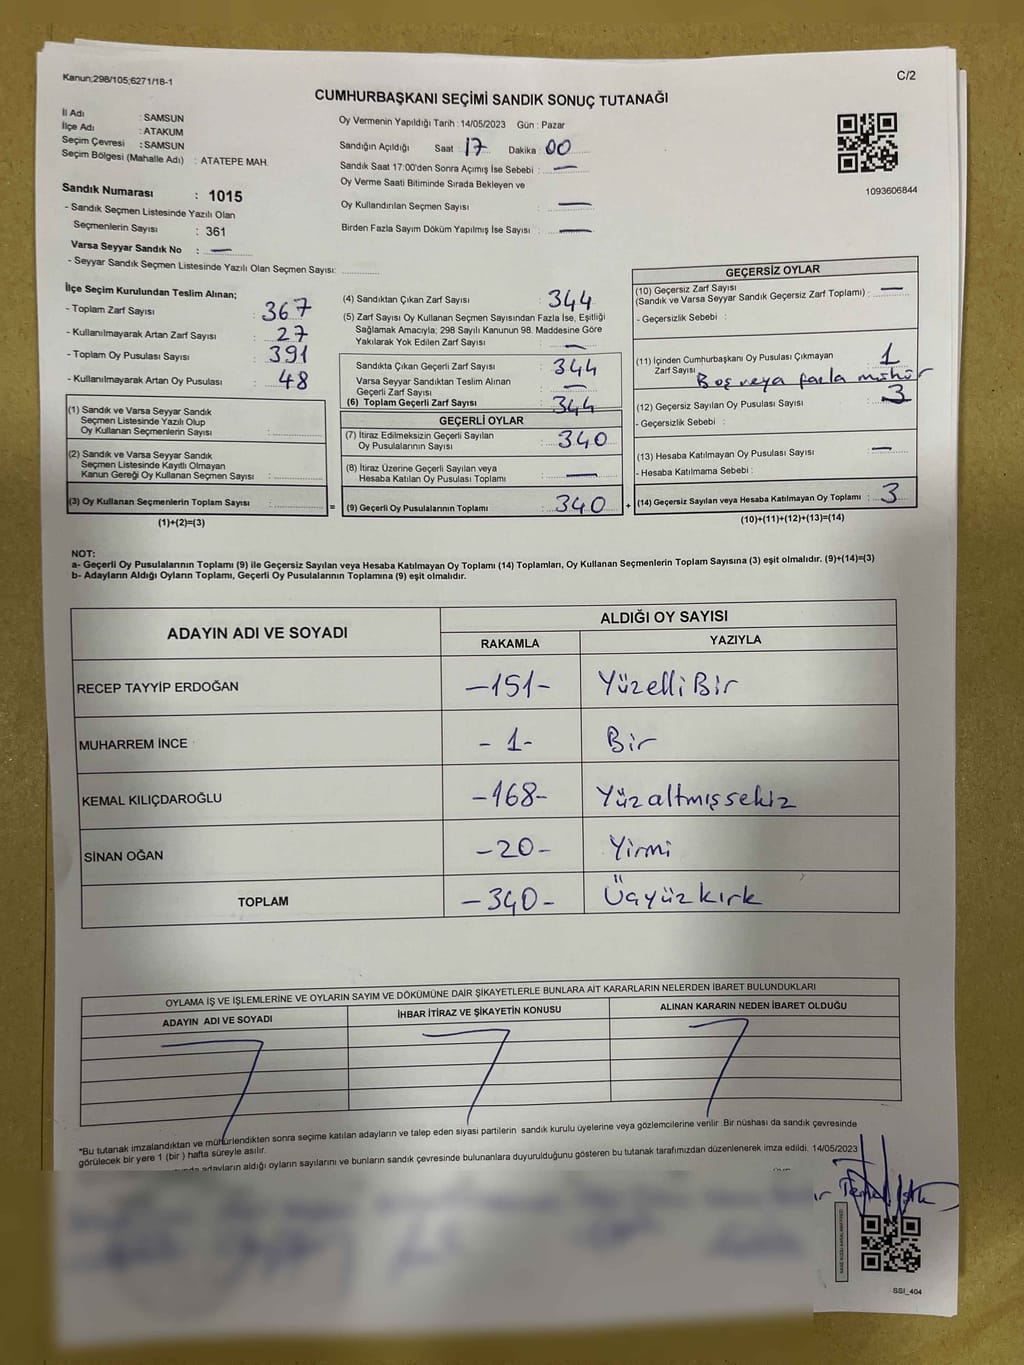 Kanun;298/105;6271/18-1
C/2
CUMHURBAŞKANI SEÇİMİ SANDIK SONUÇ TUTANAĞI
İl Adı : SAMSUN
İlçe Adı : ATAKUM
Seçim Çevresi : SAMSUN
Seçim Bölgesi (Mahalle Adı) : ATATEPE MAH.
Sandık Numarası : 1015
- Sandık Seçmen Listesinde Yazılı Olan
Seçmenlerin Sayısı : 361
Varsa Seyyar Sandık No : —
- Seyyar Sandık Seçmen Listesinde Yazılı Olan Seçmen Sayısı:
Oy Vermenin Yapıldığı Tarih : 14/05/2023 Gün : Pazar
Sandığın Açıldığı Saat : 17 Dakika : 00
Sandık Saat 17:00'den Sonra Açımış İse Sebebi : —
Oy Verme Saati Bitiminde Sırada Bekleyen ve
Oy Kullandırılan Seçmen Sayısı : —
Birden Fazla Sayım Döküm Yapılmış İse Sayısı : —
1093606844
İlçe Seçim Kurulundan Teslim Alınan;
- Toplam Zarf Sayısı : 367
- Kullanılmayarak Artan Zarf Sayısı : 27
- Toplam Oy Pusulası Sayısı : 391
- Kullanılmayarak Artan Oy Pusulası : 48
(1) Sandık ve Varsa Seyyar Sandık
Seçmen Listesinde Yazılı Olup
Oy Kullanan Seçmenlerin Sayısı :
(2) Sandık ve Varsa Seyyar Sandık
Seçmen Listesinde Kayıtlı Olmayan
Kanun Gereği Oy Kullanan Seçmen Sayısı :
(3) Oy Kullanan Seçmenlerin Toplam Sayısı :
(1)+(2)=(3)
=
(4) Sandıktan Çıkan Zarf Sayısı : 344
(5) Zarf Sayısı Oy Kullanan Seçmen Sayısından Fazla İse, Eşitliği
Sağlamak Amacıyla; 298 Sayılı Kanunun 98. Maddesine Göre
Yakılarak Yok Edilen Zarf Sayısı : —
Sandıkta Çıkan Geçerli Zarf Sayısı : 344
Varsa Seyyar Sandıktan Teslim Alınan
Geçerli Zarf Sayısı : —
(6) Toplam Geçerli Zarf Sayısı : 344
GEÇERLİ OYLAR
(7) İtiraz Edilmeksizin Geçerli Sayılan
Oy Pusulalarının Sayısı : 340
(8) İtiraz Üzerine Geçerli Sayılan veya
Hesaba Katılan Oy Pusulası Toplamı : —
(9) Geçerli Oy Pusulalarının Toplamı : 340
+
GEÇERSİZ OYLAR
(10) Geçersiz Zarf Sayısı
(Sandık ve Varsa Seyyar Sandık Geçersiz Zarf Toplamı) : —
- Geçersizlik Sebebi :
(11) İçinden Cumhurbaşkanı Oy Pusulası Çıkmayan
Zarf Sayısı : 1
Boş veya fazla mühür
(12) Geçersiz Sayılan Oy Pusulası Sayısı : 3
- Geçersizlik Sebebi :
(13) Hesaba Katılmayan Oy Pusulası Sayısı : —
- Hesaba Katılmama Sebebi :
(14) Geçersiz Sayılan veya Hesaba Katılmayan Oy Toplamı : 3
(10)+(11)+(12)+(13)=(14)
NOT:
a- Geçerli Oy Pusulalarının Toplamı (9) ile Geçersiz Sayılan veya Hesaba Katılmayan Oy Toplamı (14) Toplamları, Oy Kullanan Seçmenlerin Toplam Sayısına (3) eşit olmalıdır. (9)+(14)=(3)
b- Adayların Aldığı Oyların Toplamı, Geçerli Oy Pusulalarının Toplamına (9) eşit olmalıdır.
ADAYIN ADI VE SOYADI ALDIĞI OY SAYISI
RAKAMLA YAZIYLA
RECEP TAYYİP ERDOĞAN -151- Yüzelli Bir
MUHARREM İNCE -1- Bir
KEMAL KILIÇDAROĞLU -168- Yüzaltmışsekiz
SİNAN OĞAN -20- Yirmi
TOPLAM -340- Üçyüzkırk
OYLAMA İŞ VE İŞLEMLERİNE VE OYLARIN SAYIM VE DÖKÜMÜNE DAİR ŞİKAYETLERLE BUNLARA AİT KARARLARIN NELERDEN İBARET BULUNDUKLARI
ADAYIN ADI VE SOYADI İHBAR İTİRAZ VE ŞİKAYETİN KONUSU ALINAN KARARIN NEDEN İBARET OLDUĞU
*Bu tutanak imzalandıktan ve mühürlendikten sonra seçime katılan adayların ve talep eden siyasi partilerin sandık kurulu üyelerine veya gözlemcilerine verilir .Bir nüshası da sandık çevresinde
görülecek bir yere 1 (bir ) hafta süreyle asılır.
adayların aldığı oyların sayılarını ve bunların sandık çevresinde bulunanlara duyurulduğunu gösteren bu tutanak tarafımızdan düzenlenerek imza edildi. 14/05/2023
SSI_404